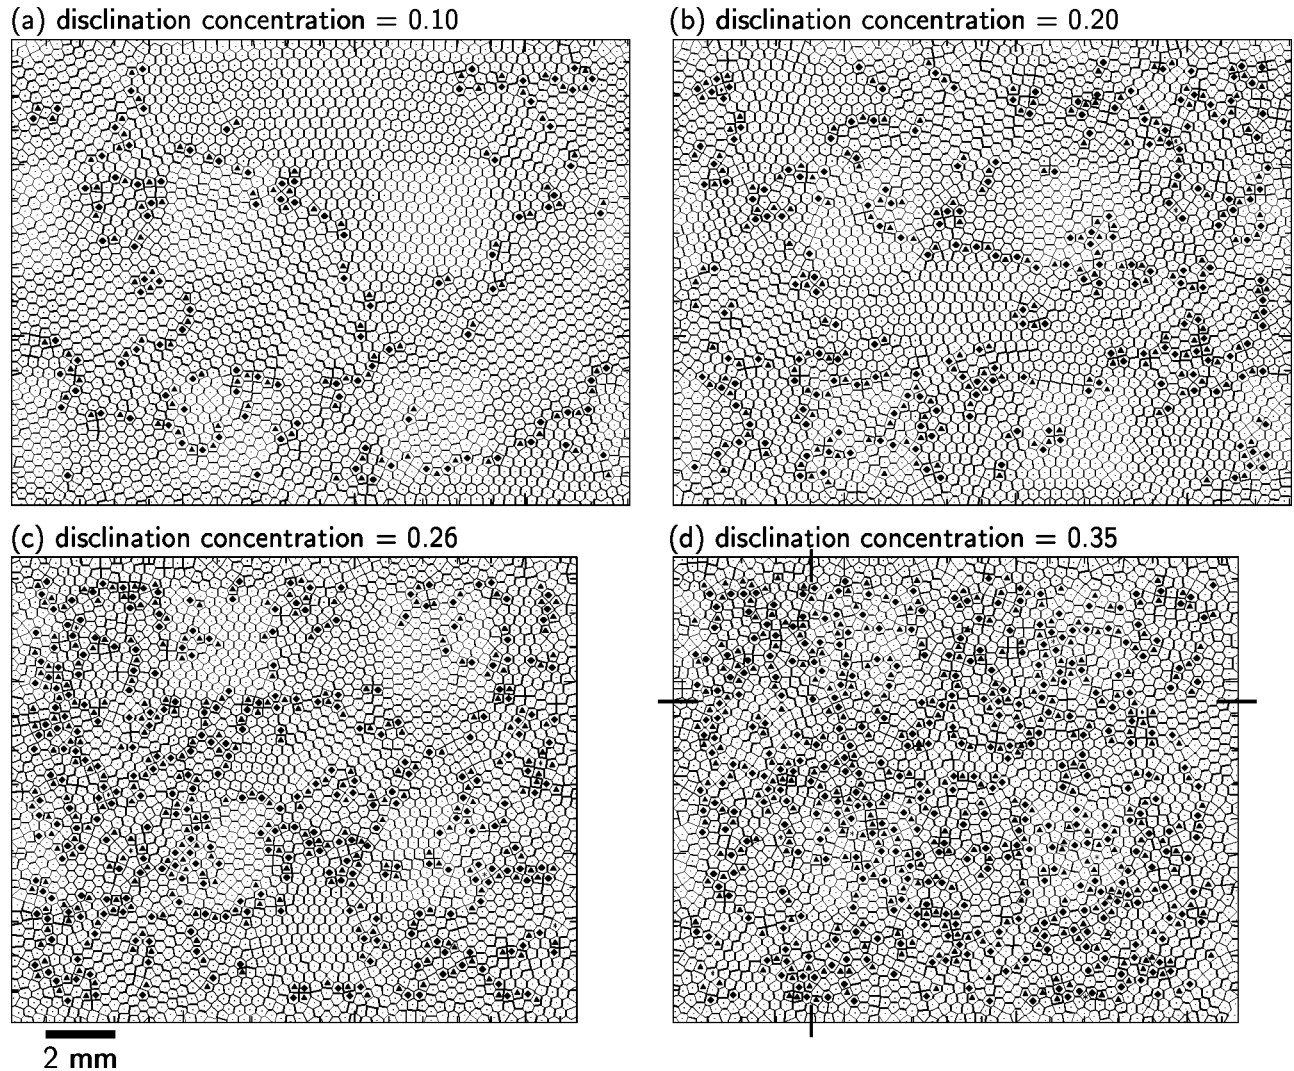 (a) disclination concentration = 0.10
(b) disclination concentration = 0.20
(c) disclination concentration = 0.26
(d) disclination concentration = 0.35
2 mm